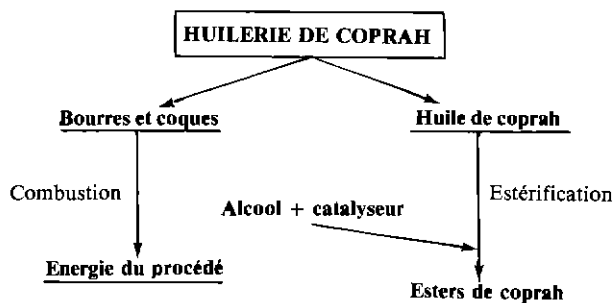 HUILERIE DE COPRAH
Bourres et coques
Huile de coprah
Combustion
Estérification
Alcool + catalyseur
Energie du procédé
Esters de coprah